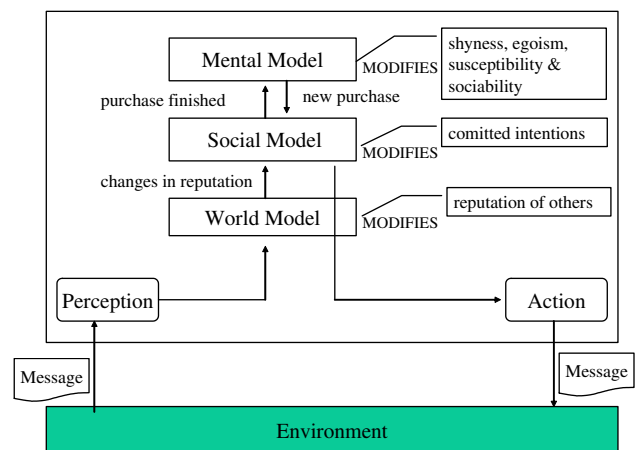 Mental Model
MODIFIES
shyness, egoism,
susceptibility &
sociability
purchase finished
new purchase
Social Model
MODIFIES
comitted intentions
changes in reputation
World Model
MODIFIES
reputation of others
Perception
Action
Message
Message
Environment